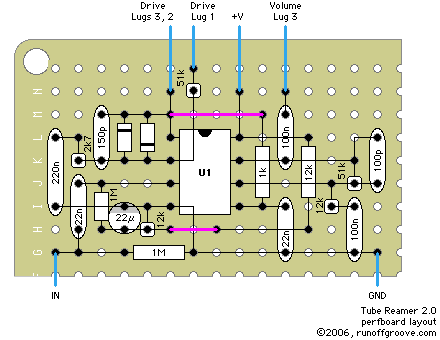 Drive
Lugs 3, 2
Drive
Lug 1
+V
Volume
Lug 3
51k
N
M
L
K
J
I
H
G
F
2k7
150p
100n
220n
U1
1k
12k
51k
100p
22n
1M
22µ
12k
22n
12k
100n
1M
IN
GND
Tube Reamer 2.0
perfboard layout
©2006, runoffgroove.com